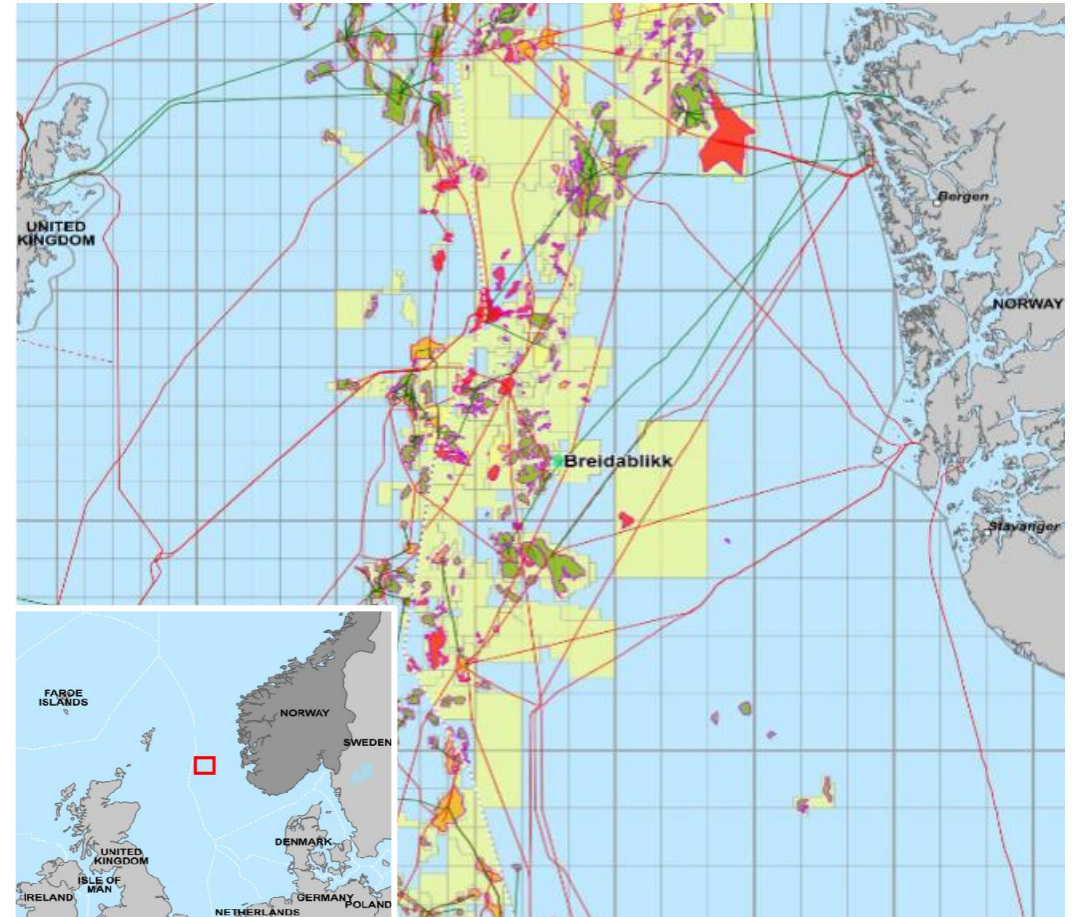 UNITED
KINGDOM
Bergen
NORWAY
Breidablikk
Stavanger
FAROE
ISLANDS
NORWAY
SWEDEN
UNITED
KINGDOM
DENMARK
ISLE OF
MAN
IRELAND
NETHERLANDS
GERMANY
POLAND